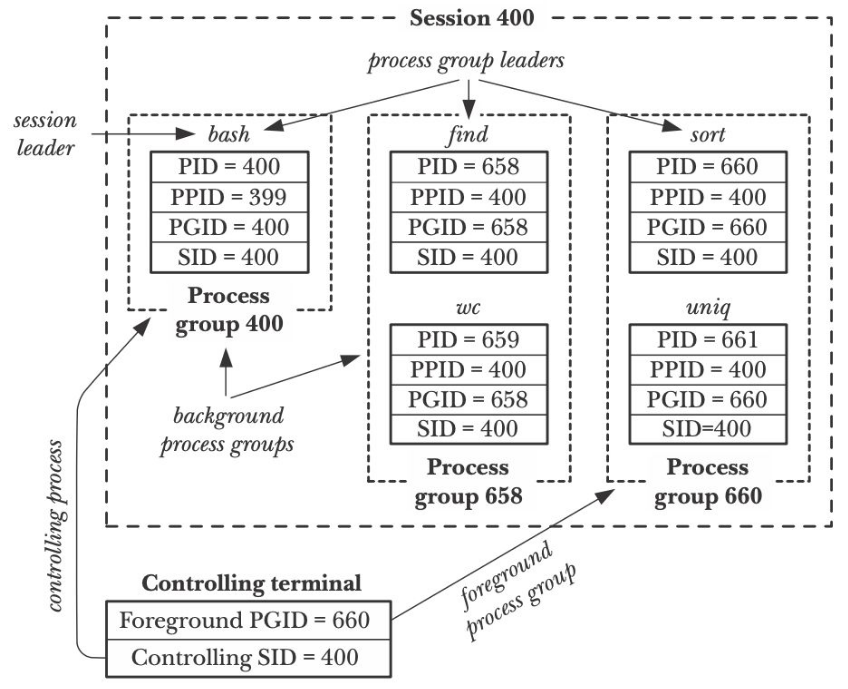 Session 400
process group leaders
session
leader
bash
PID = 400
PPID = 399
PGID = 400
SID = 400
Process
group 400
find
PID = 658
PPID = 400
PGID = 658
SID = 400
wc
PID = 659
PPID = 400
PGID = 658
SID = 400
Process
group 658
sort
PID = 660
PPID = 400
PGID = 660
SID = 400
uniq
PID = 661
PPID = 400
PGID = 660
SID=400
Process
group 660
background
process groups
controlling process
foreground
process group
Controlling terminal
Foreground PGID = 660
Controlling SID = 400